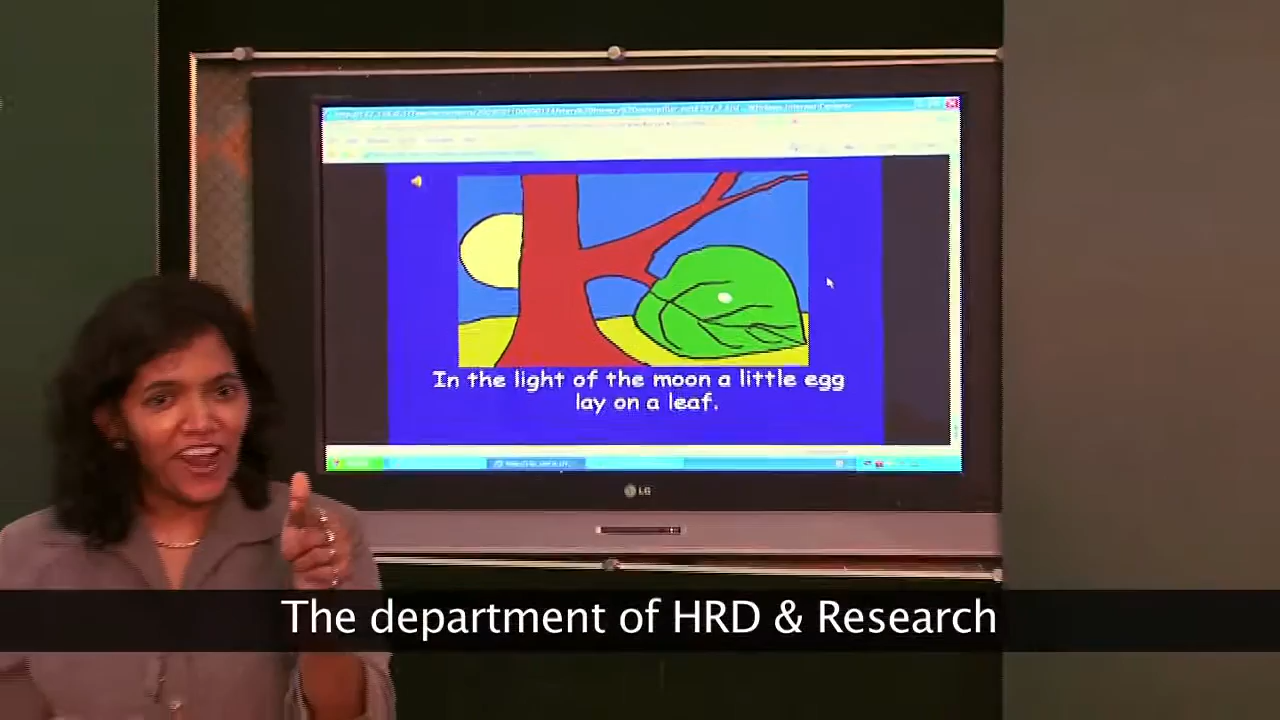 In the light of the moon a little egg
lay on a leaf.
LG
The department of HRD & Research